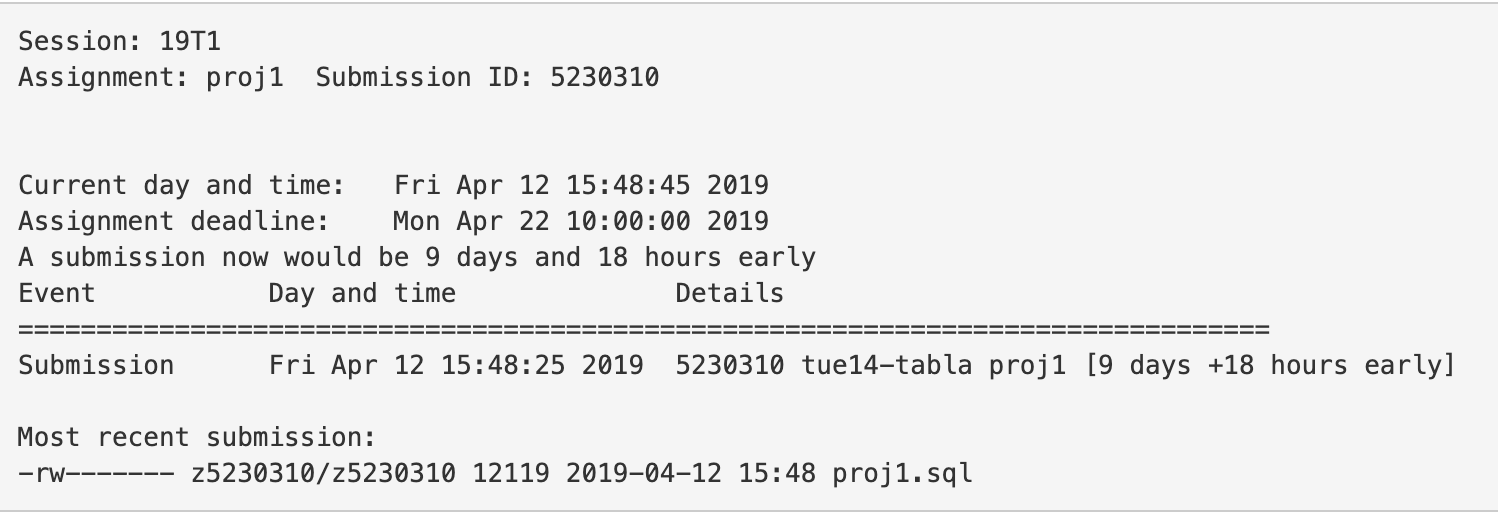 Session: 19T1
Assignment: proj1  Submission ID: 5230310
Current day and time:   Fri Apr 12 15:48:45 2019
Assignment deadline:    Mon Apr 22 10:00:00 2019
A submission now would be 9 days and 18 hours early
Event           Day and time              Details
================================================================================
Submission      Fri Apr 12 15:48:25 2019  5230310 tue14-tabla proj1 [9 days +18 hours early]
Most recent submission:
-rw------- z5230310/z5230310 12119 2019-04-12 15:48 proj1.sql